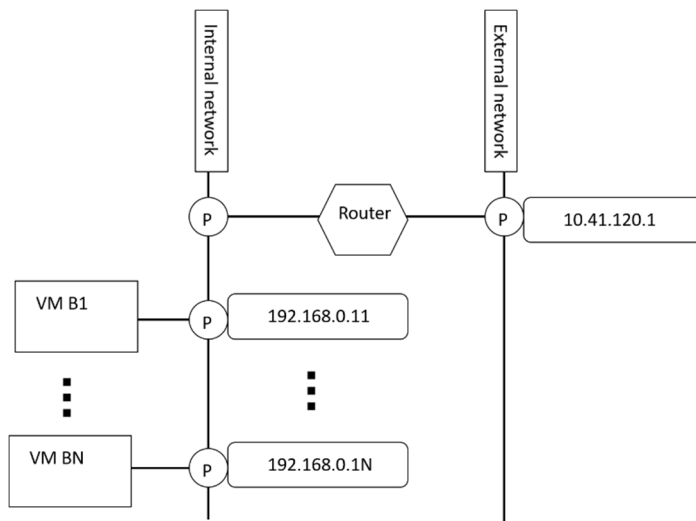 Internal network
External network
P
Router
P
10.41.120.1
VM B1
P
192.168.0.11
VM BN
P
192.168.0.1N